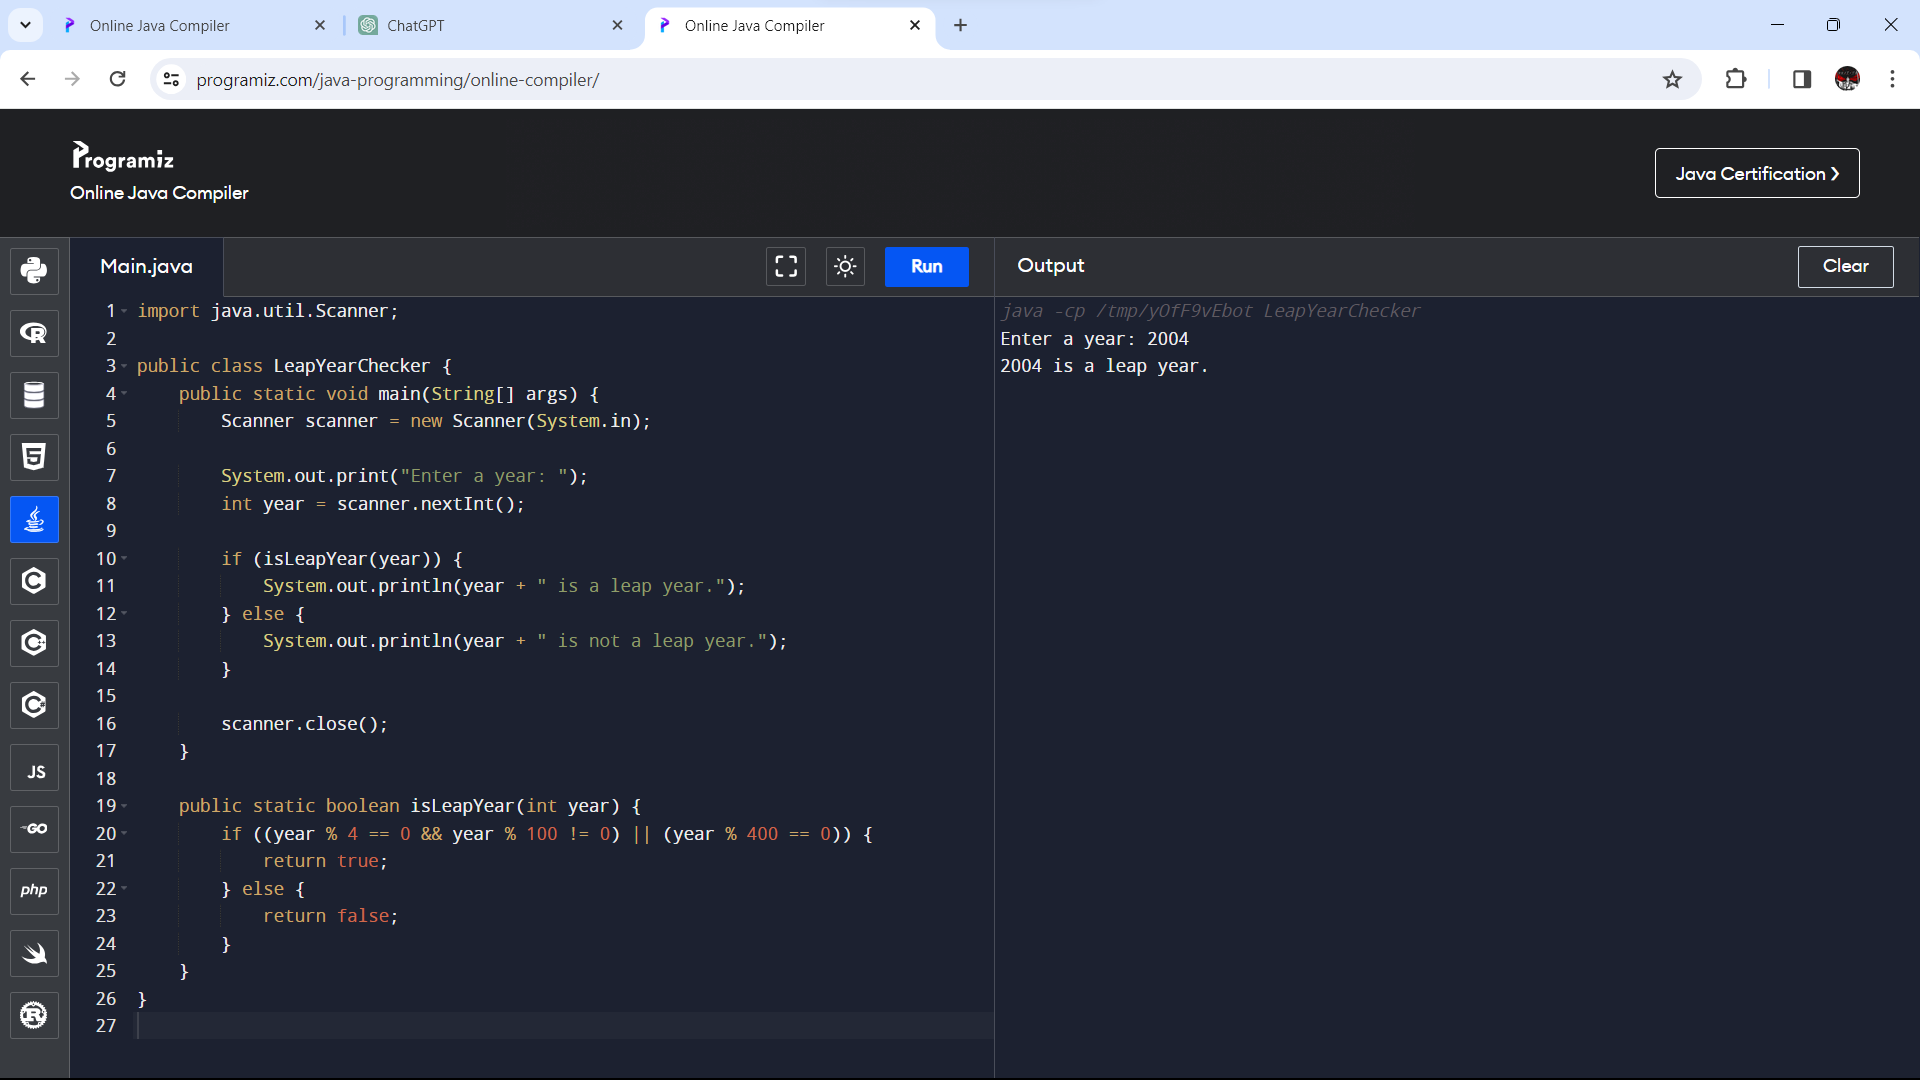 Online Java Compiler
ChatGPT
Online Java Compiler
programiz.com/java-programming/online-compiler/
Programiz
Online Java Compiler
Java Certification ❯
Main.java
Run
Output
Clear
1 import java.util.Scanner;
2
3 public class LeapYearChecker {
4     public static void main(String[] args) {
5         Scanner scanner = new Scanner(System.in);
6
7         System.out.print("Enter a year: ");
8         int year = scanner.nextInt();
9
10         if (isLeapYear(year)) {
11             System.out.println(year + " is a leap year.");
12         } else {
13             System.out.println(year + " is not a leap year.");
14         }
15
16         scanner.close();
17     }
18
19     public static boolean isLeapYear(int year) {
20         if ((year % 4 == 0 && year % 100 != 0) || (year % 400 == 0)) {
21             return true;
22         } else {
23             return false;
24         }
25     }
26 }
27
java -cp /tmp/yOfF9vEbot LeapYearChecker
Enter a year: 2004
2004 is a leap year.
R
5
C
C++
C#
JS
GO
php
R